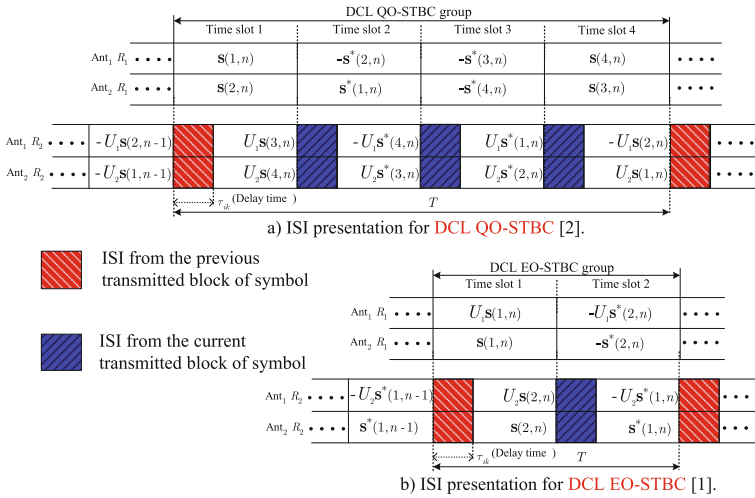 DCL QO-STBC group
Time slot 1 Time slot 2 Time slot 3 Time slot 4
Ant₁ R₁ •••• s(1,n) -s*(2,n) -s*(3,n) s(4,n) ••••
Ant₂ R₁ •••• s(2,n) s*(1,n) -s*(4,n) s(3,n) ••••
Ant₁ R₂ •••• -U₁s(2,n-1) U₁s(3,n) -U₁s*(4,n) U₁s*(1,n) -U₁s(2,n) ••••
Ant₂ R₂ •••• -U₂s(1,n-1) U₂s(4,n) U₂s*(3,n) U₂s*(2,n) U₂s(1,n) ••••
τᵢₖ (Delay time ) T
a) ISI presentation for DCL QO-STBC [2].
ISI from the previous
transmitted block of symbol
ISI from the current
transmitted block of symbol
DCL EO-STBC group
Time slot 1 Time slot 2
Ant₁ R₁ •••• U₁s(1,n) -U₁s*(2,n) ••••
Ant₂ R₁ •••• s(1,n) -s*(2,n) ••••
Ant₁ R₂ •••• -U₂s*(1,n-1) U₂s(2,n) -U₂s*(1,n) ••••
Ant₂ R₂ •••• s*(1,n-1) s(2,n) s*(1,n) ••••
τᵢₖ (Delay time ) T
b) ISI presentation for DCL EO-STBC [1].